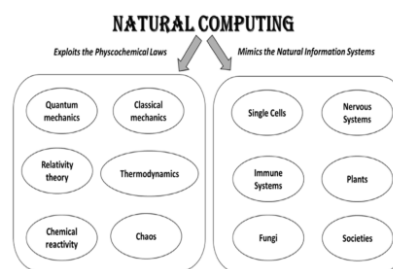 NATURAL COMPUTING
Exploits the Physcochemical Laws
Mimics the Natural Information Systems
Quantum
mechanics
Classical
mechanics
Relativity
theory
Thermodynamics
Chemical
reactivity
Chaos
Single Cells
Nervous
Systems
Immune
Systems
Plants
Fungi
Societies